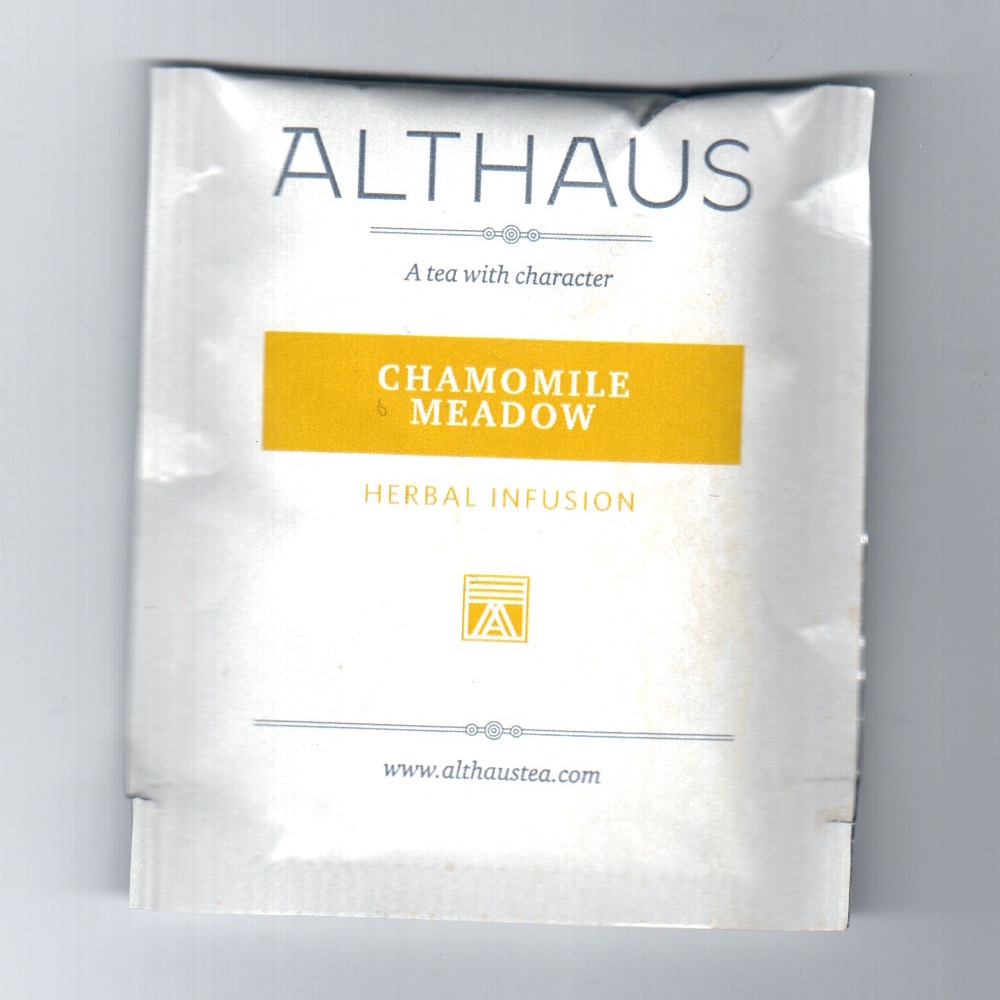 ALTHAUS
A tea with character
CHAMOMILE
MEADOW
HERBAL INFUSION
www.althaustea.com